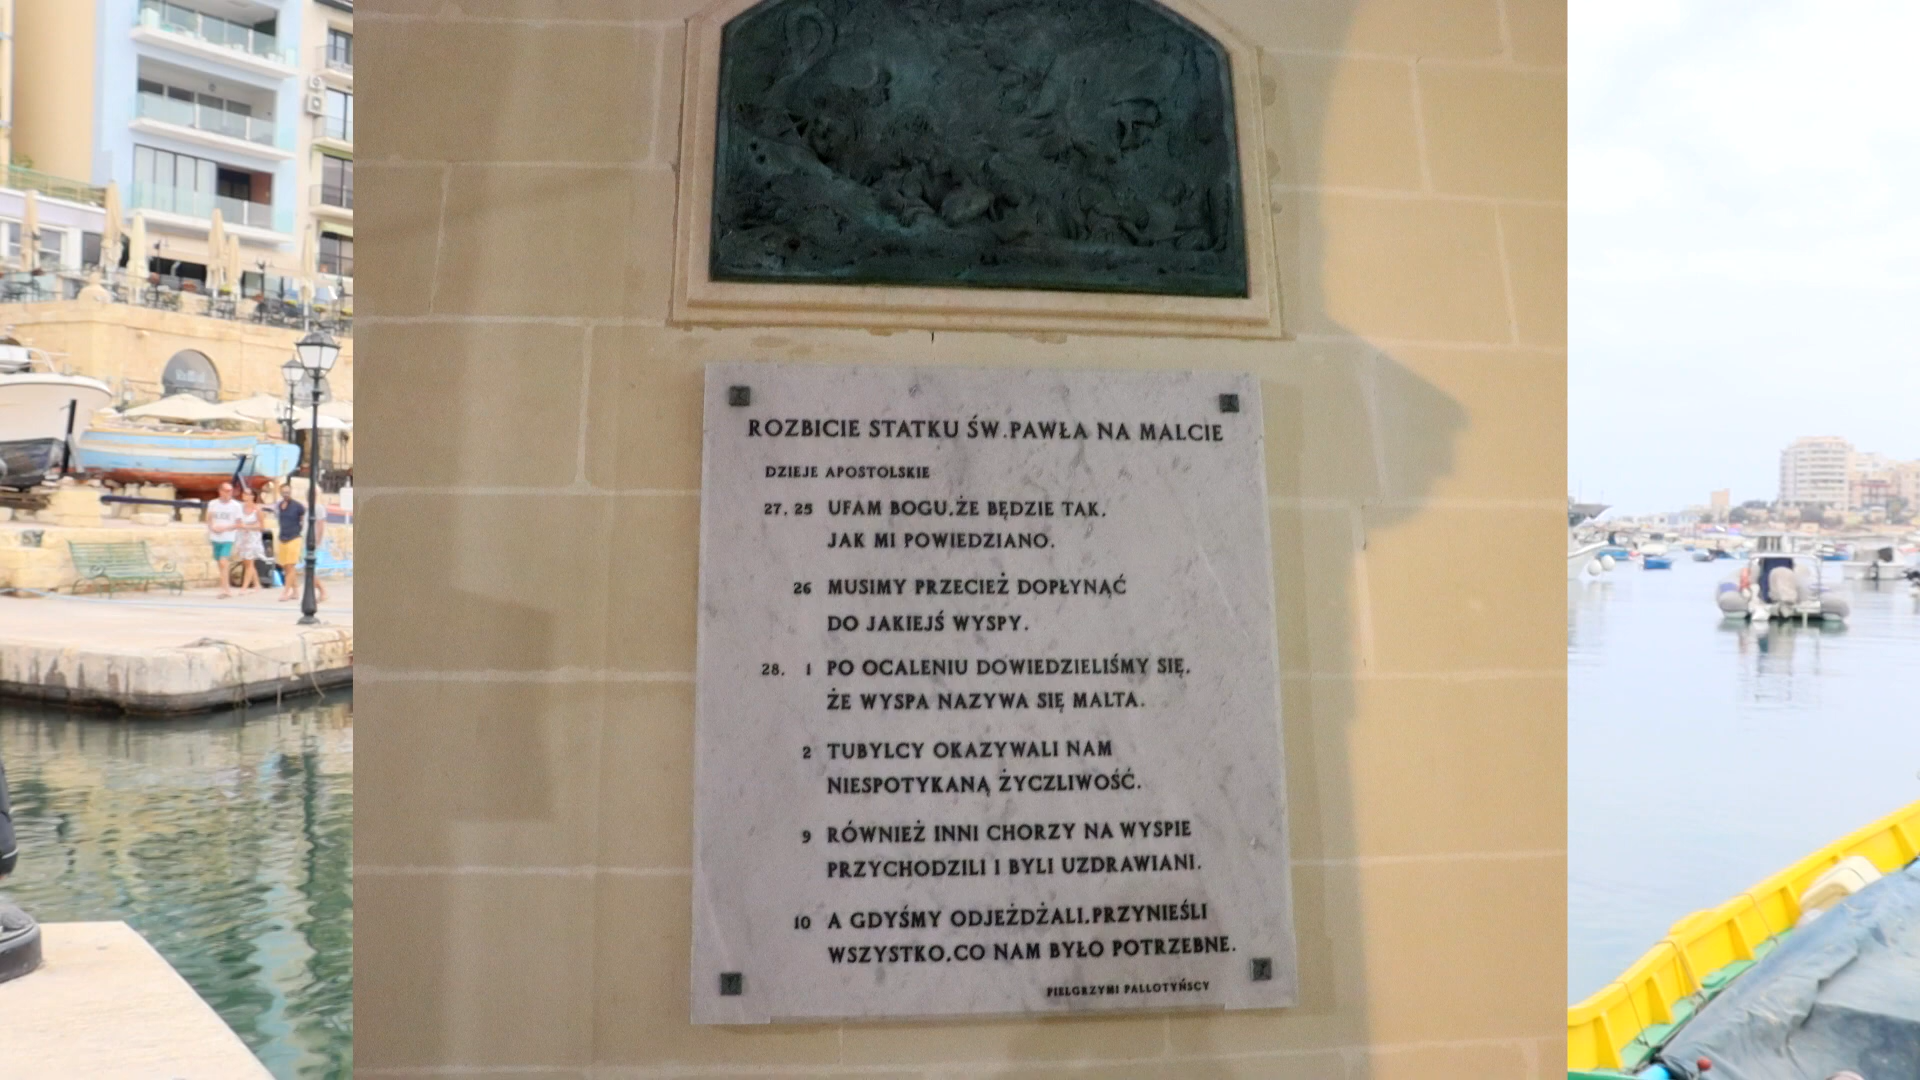 ROZBICIE STATKU ŚW.PAWŁA NA MALCIE
DZIEJE APOSTOLSKIE
27, 25 UFAM BOGU,ŻE BĘDZIE TAK,
JAK MI POWIEDZIANO.
26 MUSIMY PRZECIEŻ DOPŁYNĄĆ
DO JAKIEJŚ WYSPY.
28, 1 PO OCALENIU DOWIEDZIELIŚMY SIĘ,
ŻE WYSPA NAZYWA SIĘ MALTA.
2 TUBYLCY OKAZYWALI NAM
NIESPOTYKANĄ ŻYCZLIWOŚĆ.
9 RÓWNIEŻ INNI CHORZY NA WYSPIE
PRZYCHODZILI I BYLI UZDRAWIANI.
10 A GDYŚMY ODJEŻDŻALI,PRZYNIEŚLI
WSZYSTKO,CO NAM BYŁO POTRZEBNE.
PIELGRZYMI PALLOTYŃSCY